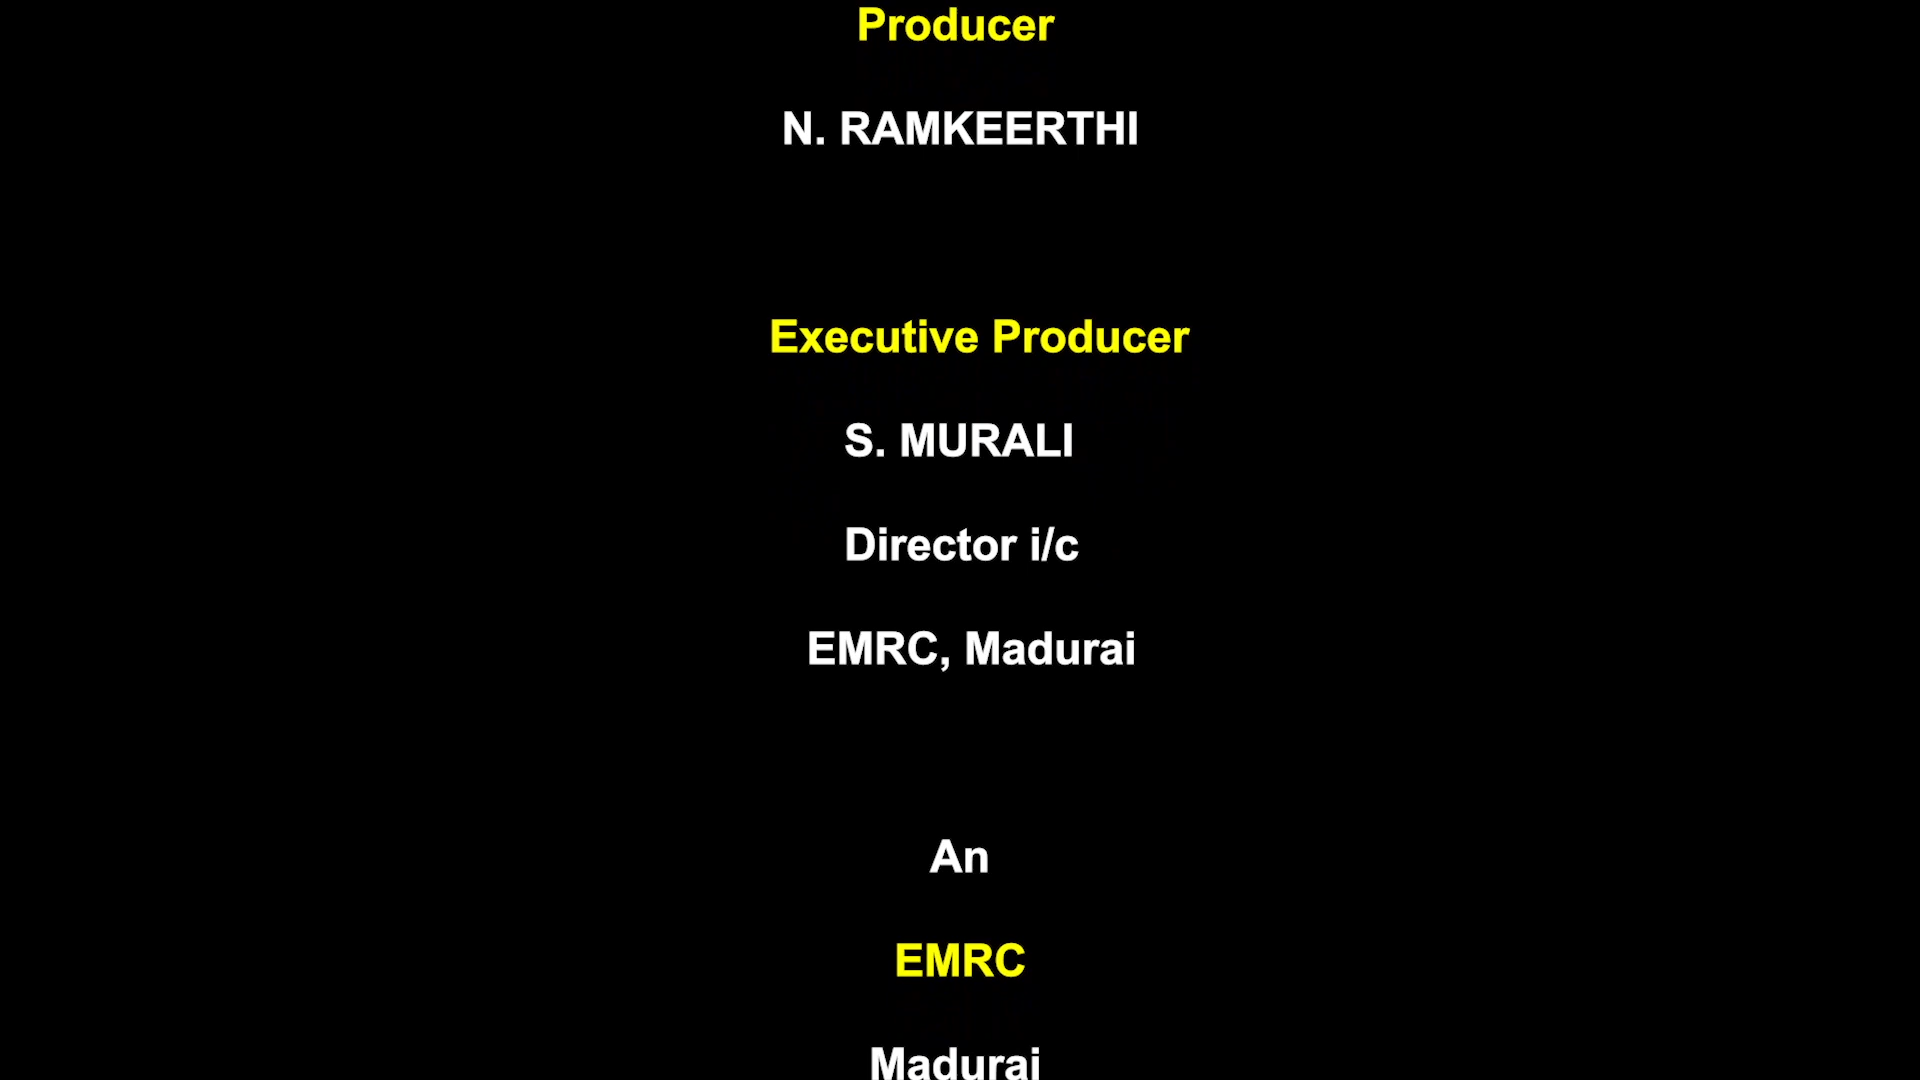 Producer
N. RAMKEERTHI
Executive Producer
S. MURALI
Director i/c
EMRC, Madurai
An
EMRC
Madurai